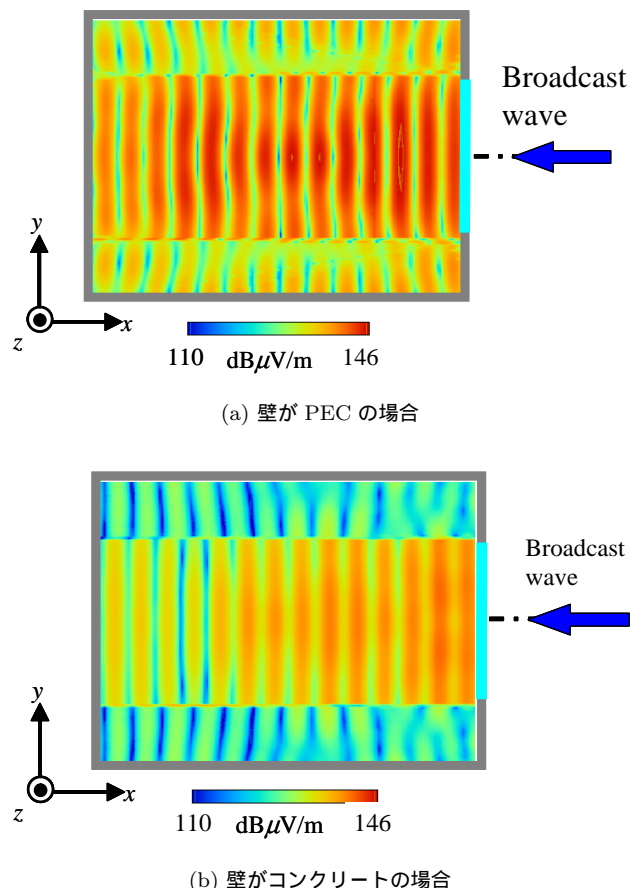 Broadcast
wave
y
z
x
110 dBμV/m 146
(a) 壁が PEC の場合
Broadcast
wave
y
z
x
110 dBμV/m 146
(b) 壁がコンクリートの場合